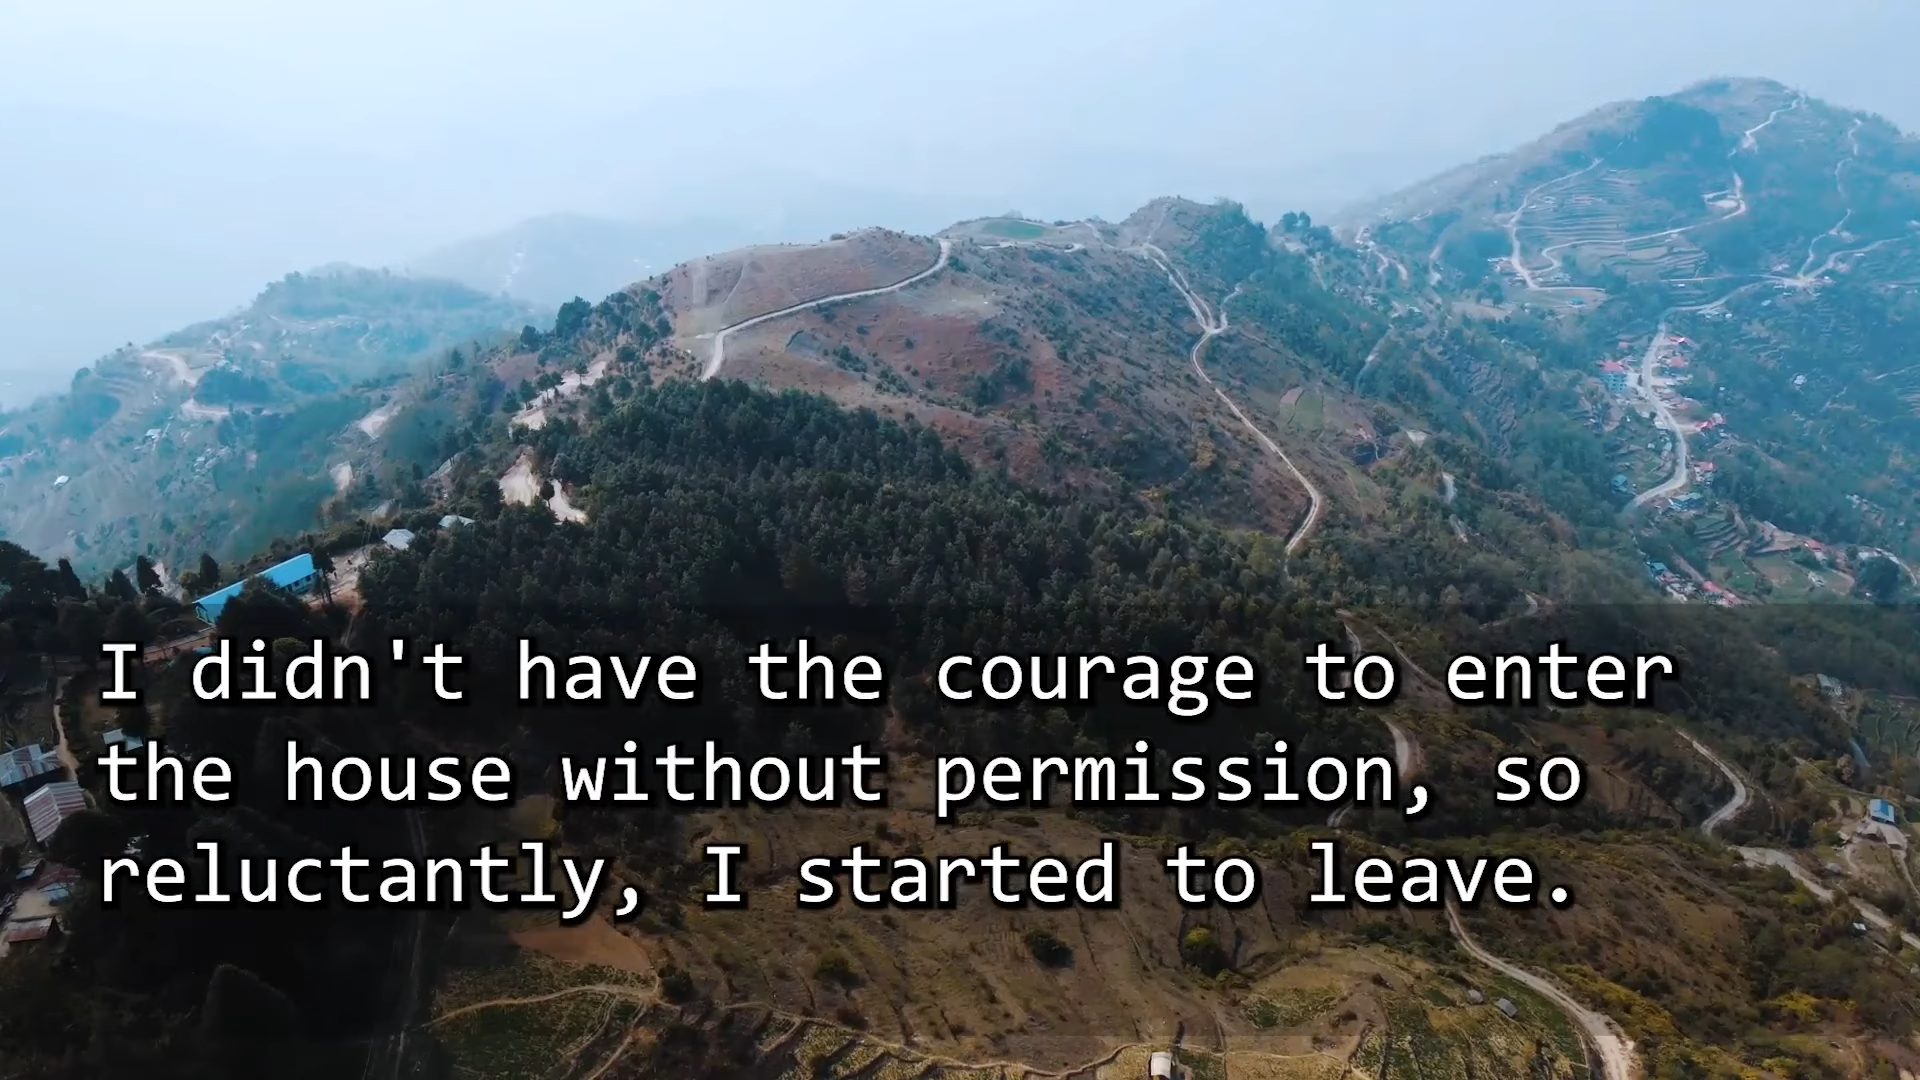 I didn't have the courage to enter
the house without permission, so
reluctantly, I started to leave.